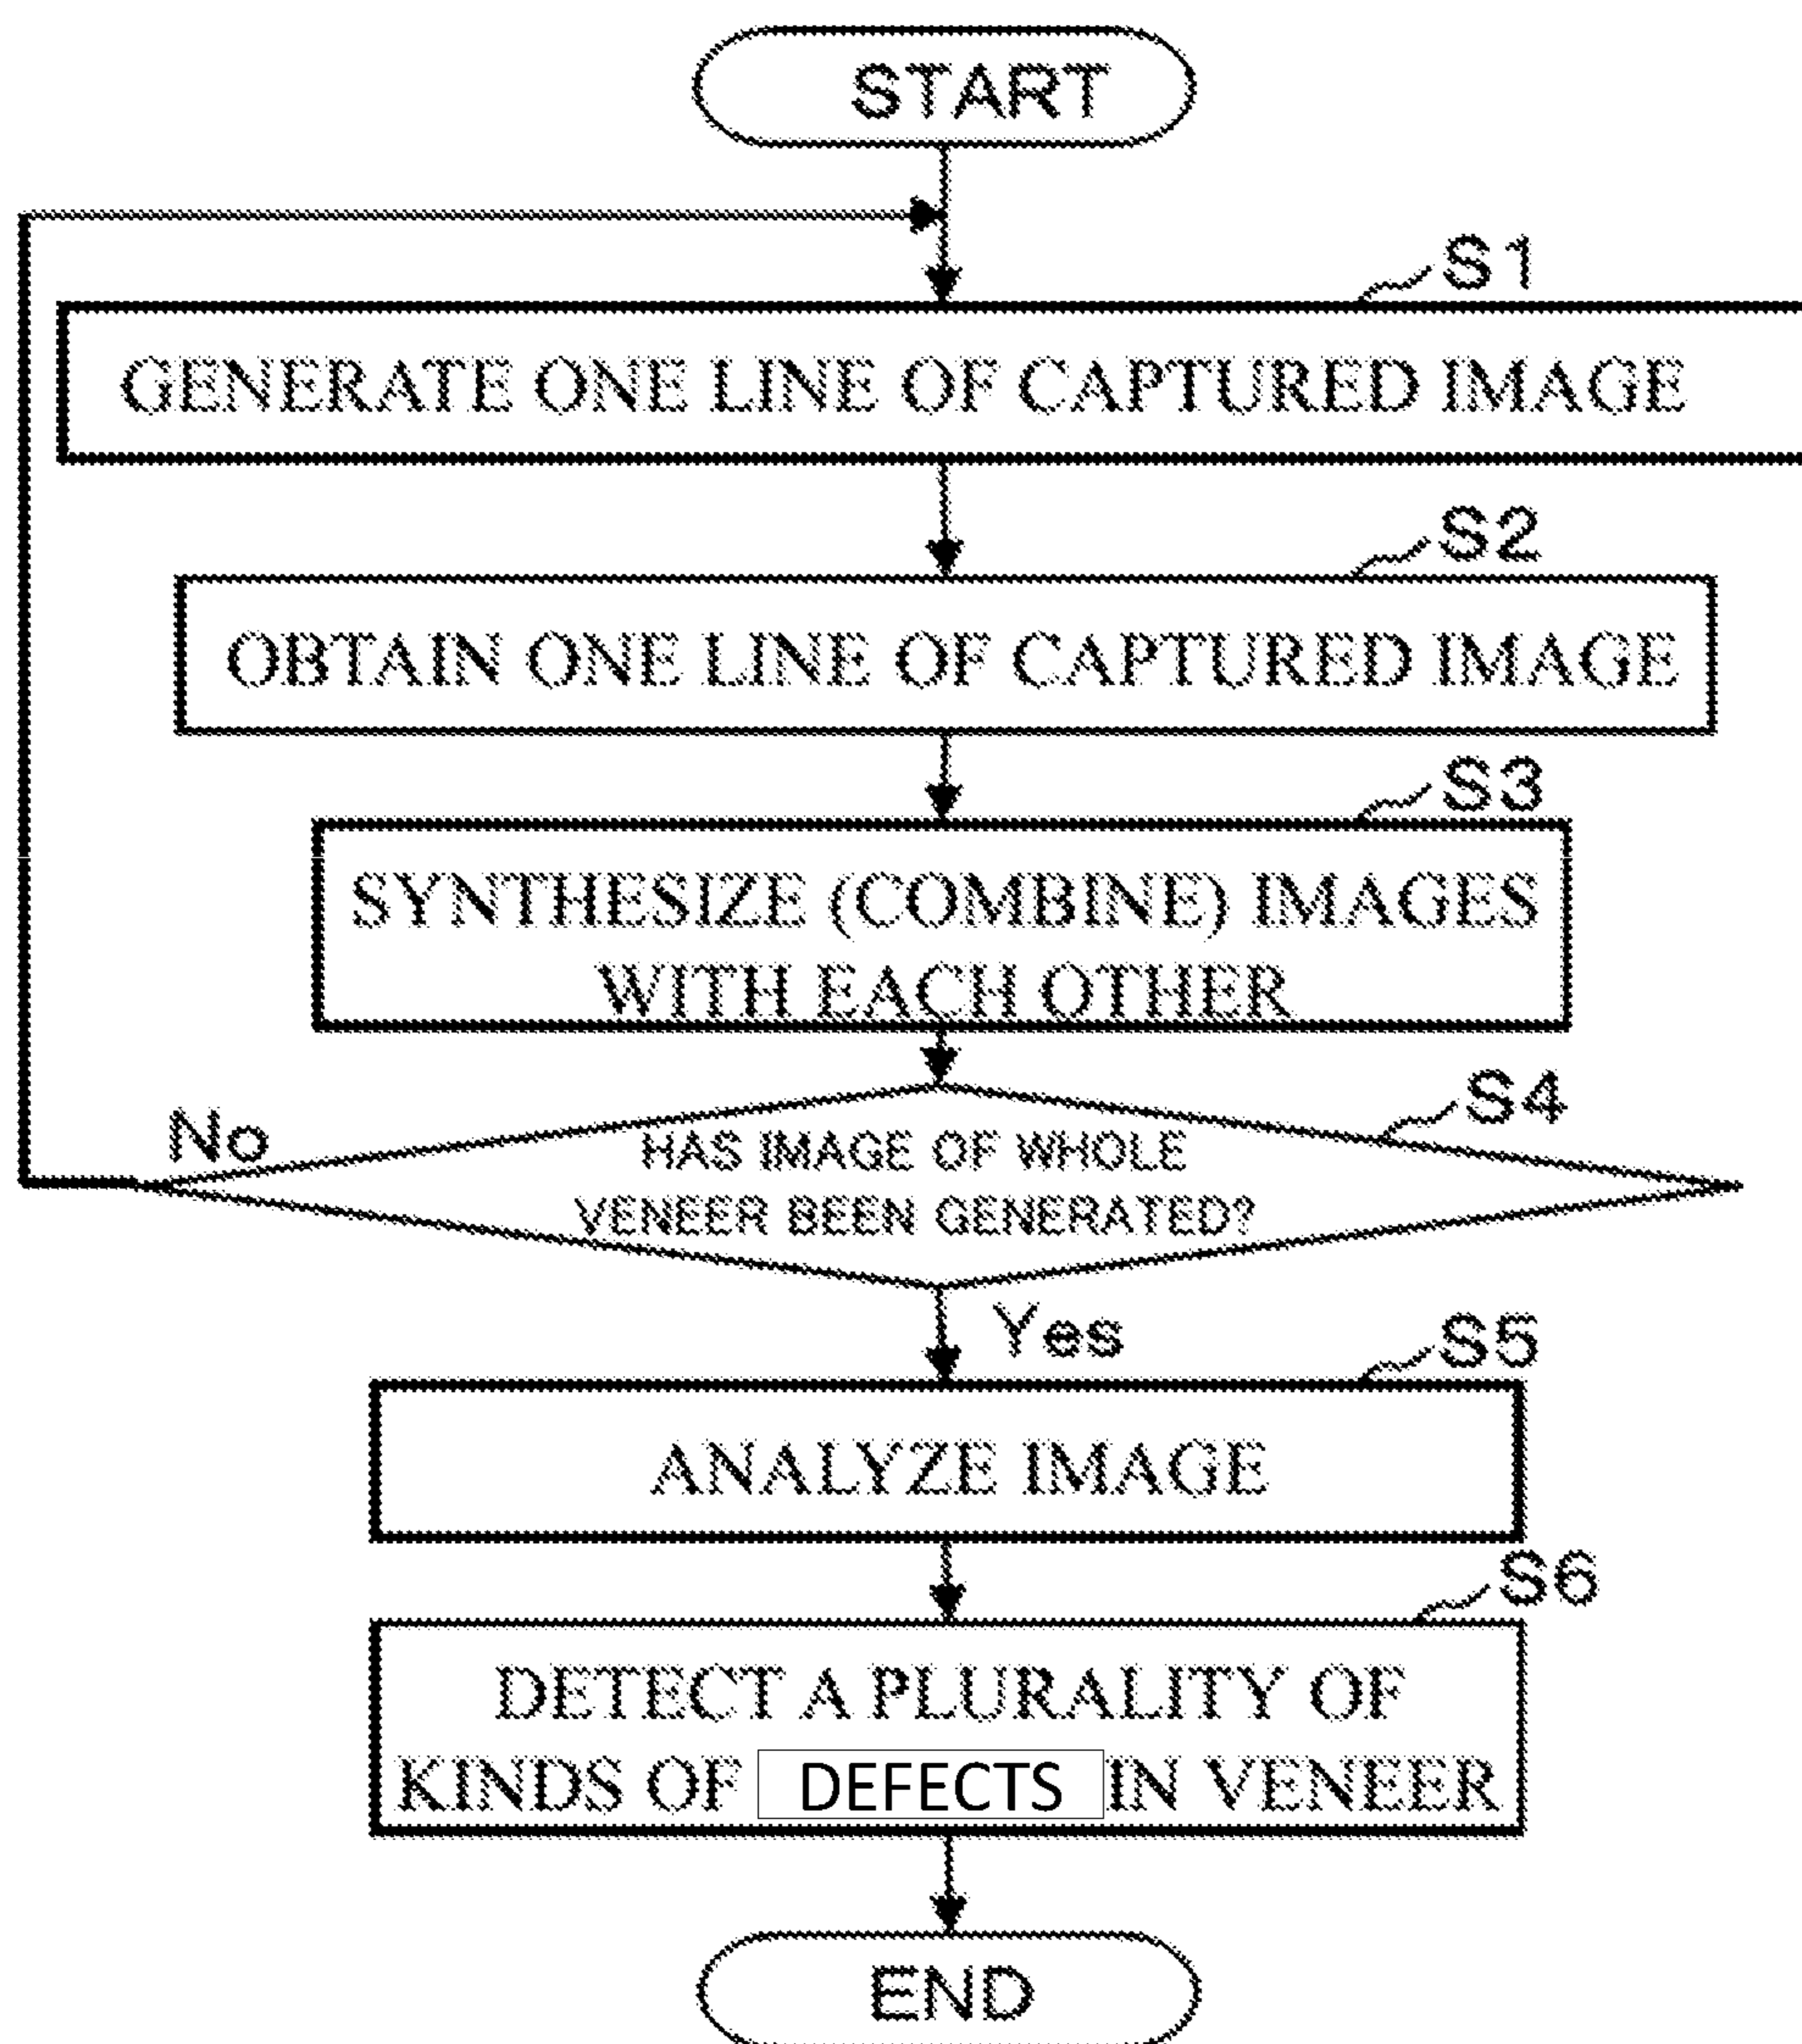 START
S1
GENERATE ONE LINE OF CAPTURED IMAGE
S2
OBTAIN ONE LINE OF CAPTURED IMAGE
S3
SYNTHESIZE (COMBINE) IMAGES
WITH EACH OTHER
S4
No
HAS IMAGE OF WHOLE
VENEER BEEN GENERATED?
Yes
S5
ANALYZE IMAGE
S6
DETECT A PLURALITY OF
KINDS OF DEFECTS IN VENEER
END